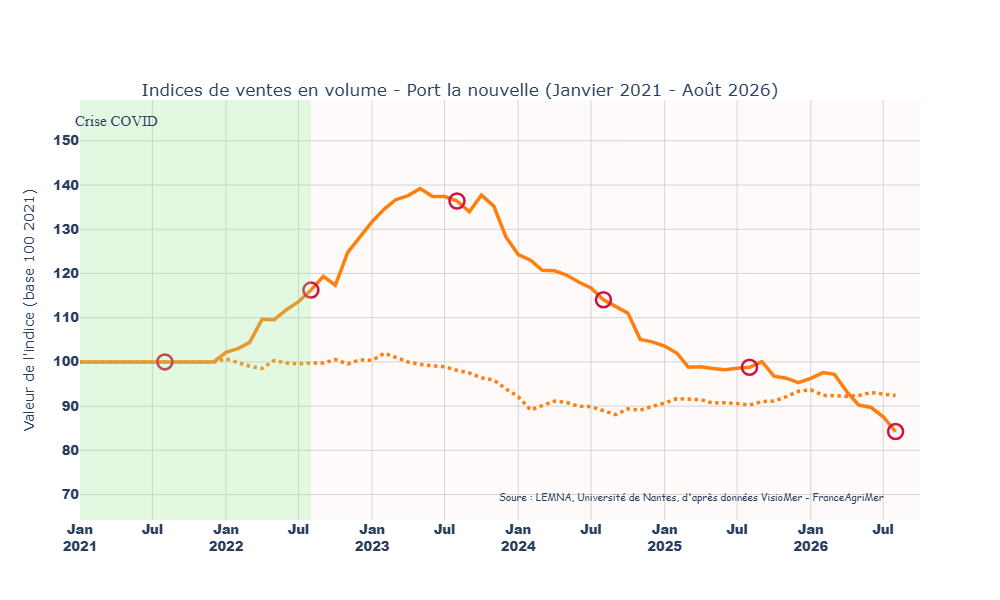 Indices de ventes en volume - Port la nouvelle (Janvier 2021 - Août 2026)
Crise COVID
Valeur de l'indice (base 100 2021)
150
140
130
120
110
100
90
80
70
Soure : LEMNA, Université de Nantes, d'après données VisioMer - FranceAgriMer
Jan Jul Jan Jul Jan Jul Jan Jul Jan Jul Jan Jul
2021 2022 2023 2024 2025 2026